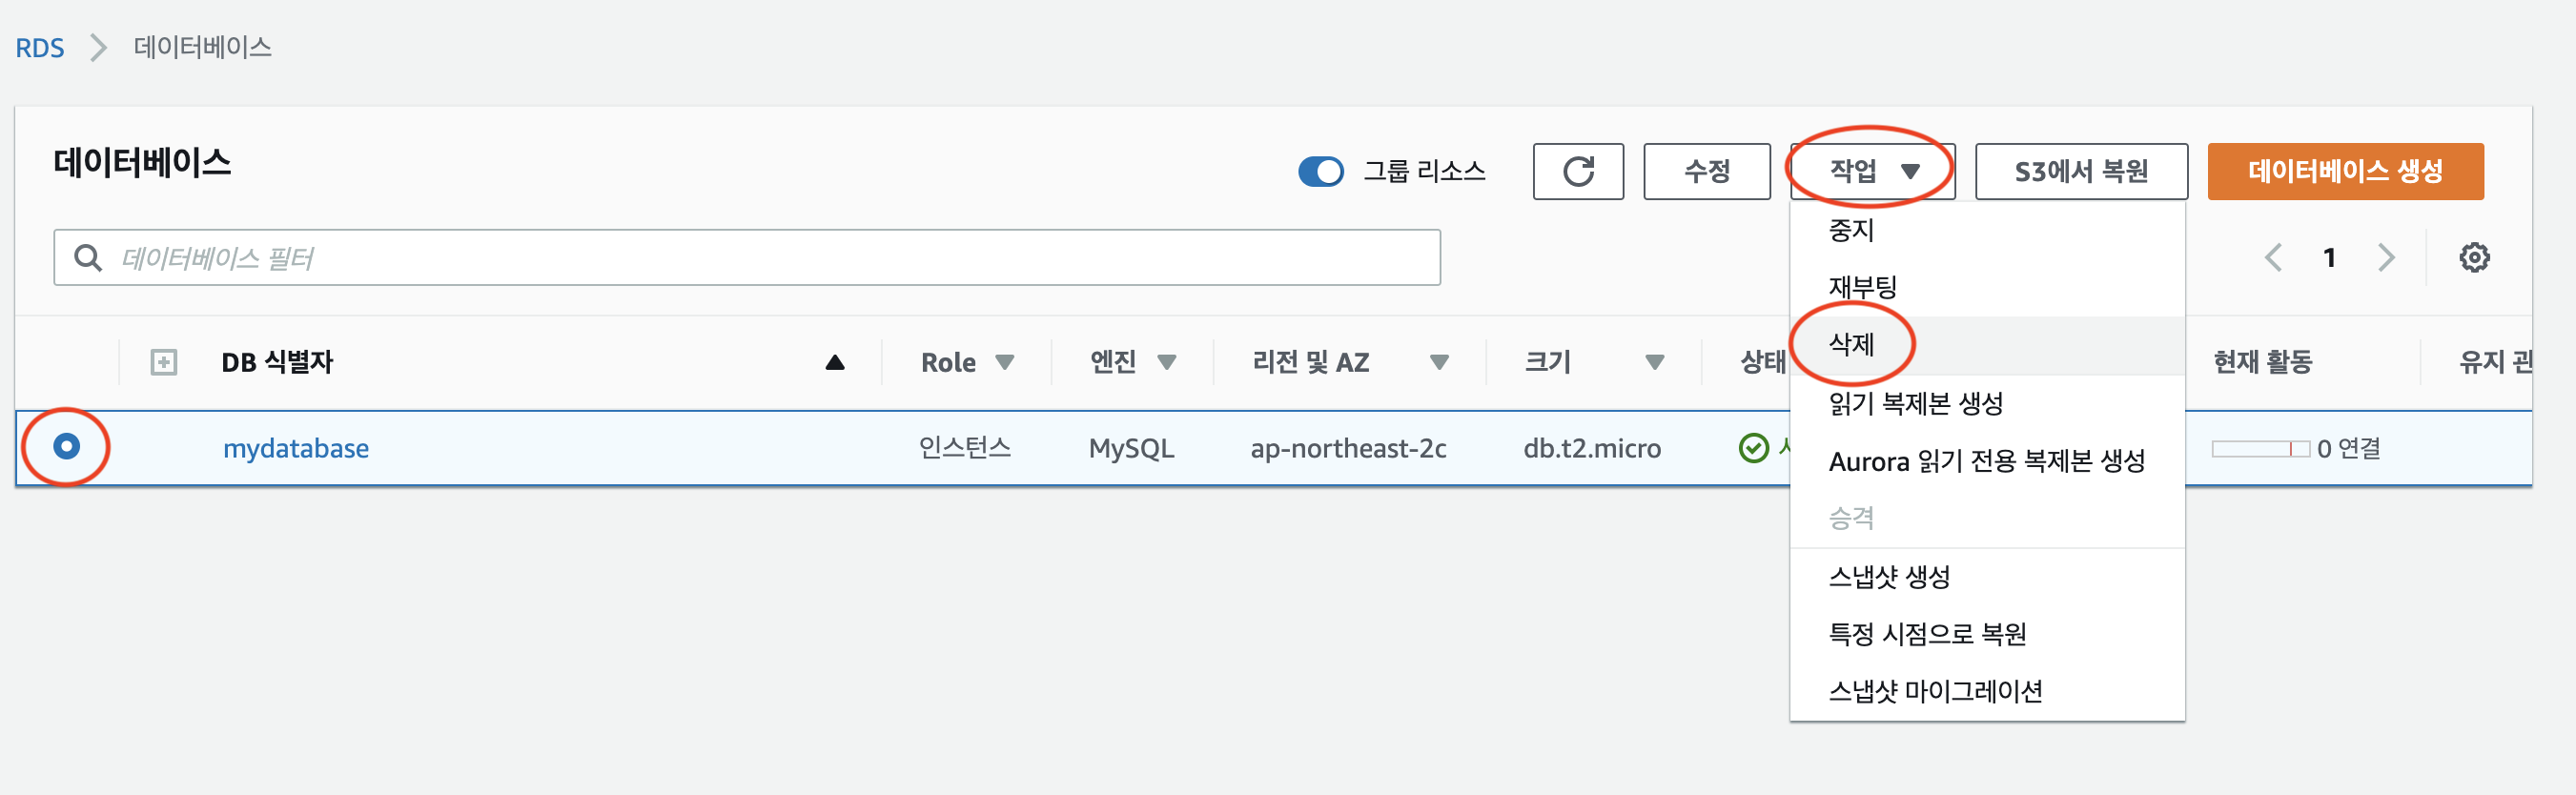 RDS 데이터베이스
데이터베이스 그룹 리소스 수정 작업 S3에서 복원 데이터베이스 생성
데이터베이스 필터 1
DB 식별자 Role 엔진 리전 및 AZ 크기 상태 현재 활동 유지 관
mydatabase 인스턴스 MySQL ap-northeast-2c db.t2.micro 0 연결
중지
재부팅
삭제
읽기 복제본 생성
Aurora 읽기 전용 복제본 생성
승격
스냅샷 생성
특정 시점으로 복원
스냅샷 마이그레이션